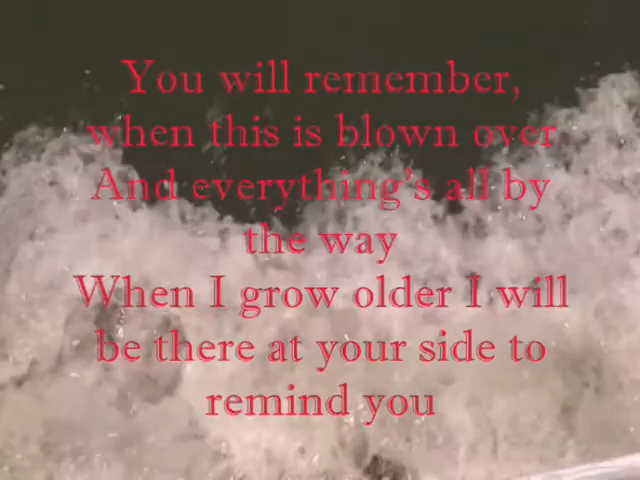 You will remember,
when this is blown over
And everything's all by
the way
When I grow older I will
be there at your side to
remind you